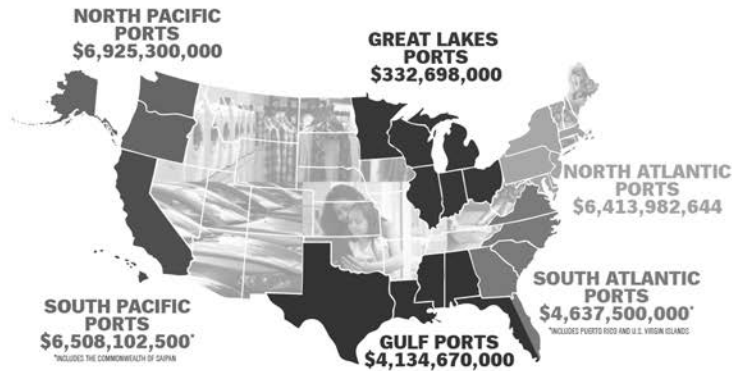 NORTH PACIFIC
PORTS
$6,925,300,000
GREAT LAKES
PORTS
$332,698,000
NORTH ATLANTIC
PORTS
$6,413,982,644
SOUTH ATLANTIC
PORTS
$4,637,500,000*
*INCLUDES PUERTO RICO AND U.S. VIRGIN ISLANDS
SOUTH PACIFIC
PORTS
$6,508,102,500*
*INCLUDES THE COMMONWEALTH OF SAIPAN
GULF PORTS
$4,134,670,000